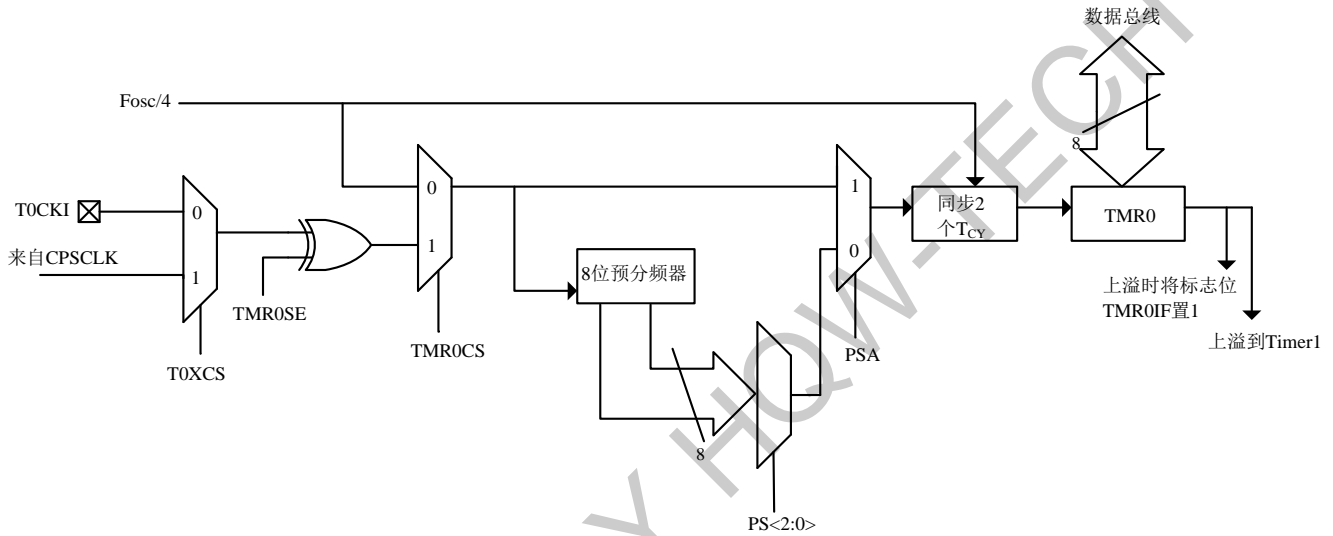 数据总线
Fosc/4
8
T0CKI
0
0
1
同步2
个TCY
TMR0
来自CPSCLK
1
1
0
8位预分频器
TMR0SE
上溢时将标志位
TMR0IF置1
TMR0CS
PSA
上溢到Timer1
T0XCS
8
PS<2:0>
Y HQW-TECH